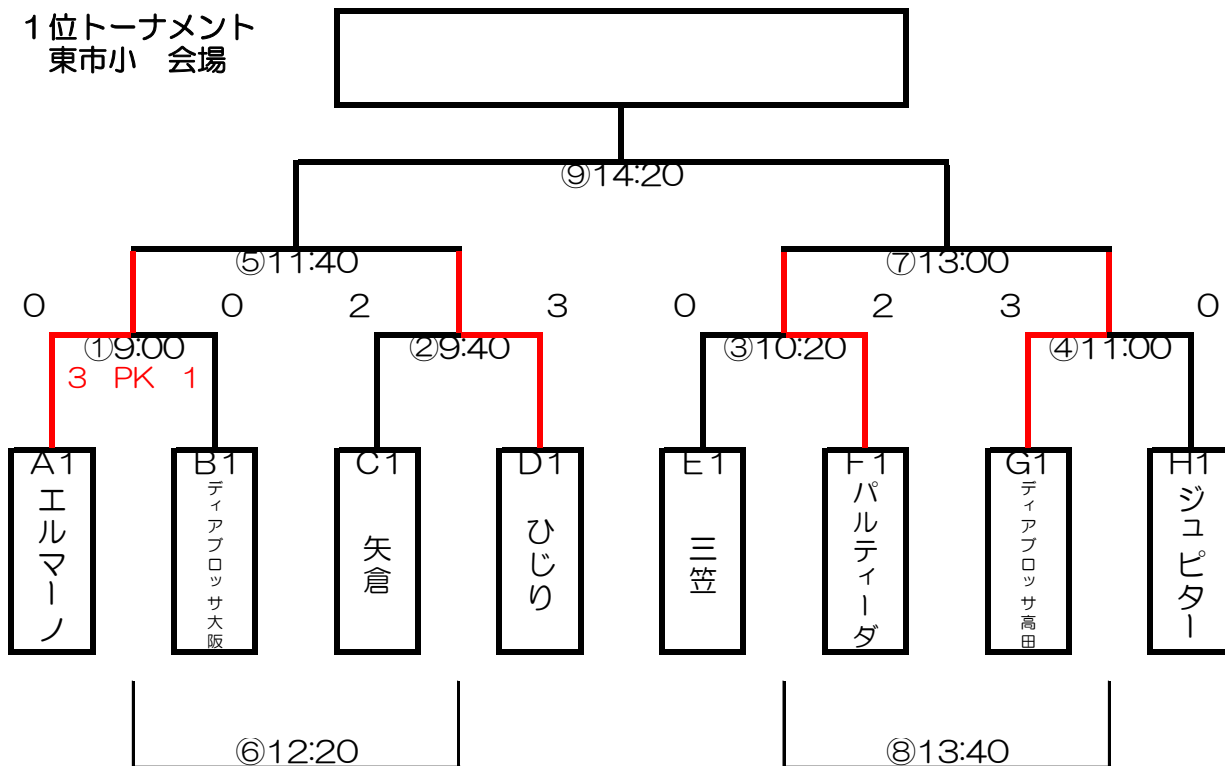 1位トーナメント
東市小　会場
⑨14:20
⑤11:40
⑦13:00
0 0 2 3 0 2 3 0
①9:00
②9:40
③10:20
④11:00
3 PK 1
A1
エルマーノ
B1
ディアブロッサ大阪
C1
矢倉
D1
ひじり
E1
三笠
F1
パルティーダ
G1
ディアブロッサ高田
H1
ジュピター
⑥12:20
⑧13:40